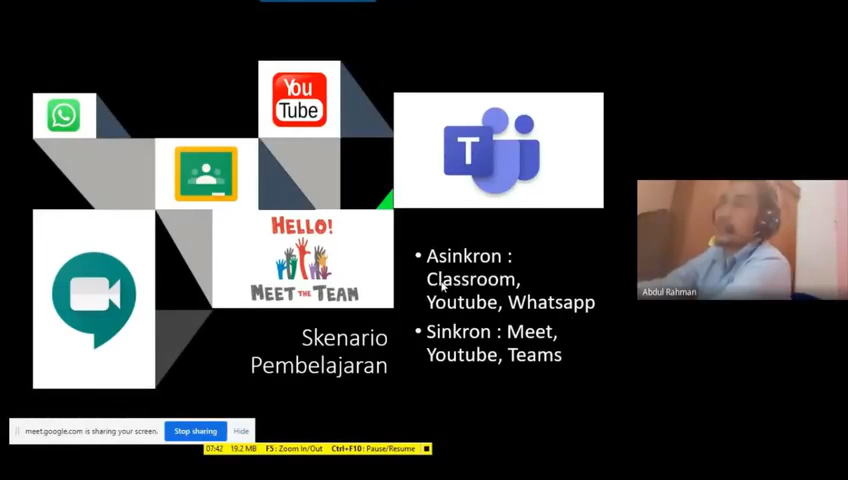 You
Tube
T
HELLO!
MEET THE TEAM
Skenario
Pembelajaran
• Asinkron :
Classroom,
Youtube, Whatsapp
• Sinkron : Meet,
Youtube, Teams
Abdul Rahman
meet.google.com is sharing your screen.
Stop sharing
Hide
07:42 19.2 MB F5: Zoom In/Out Ctrl+F10: Pause/Resume